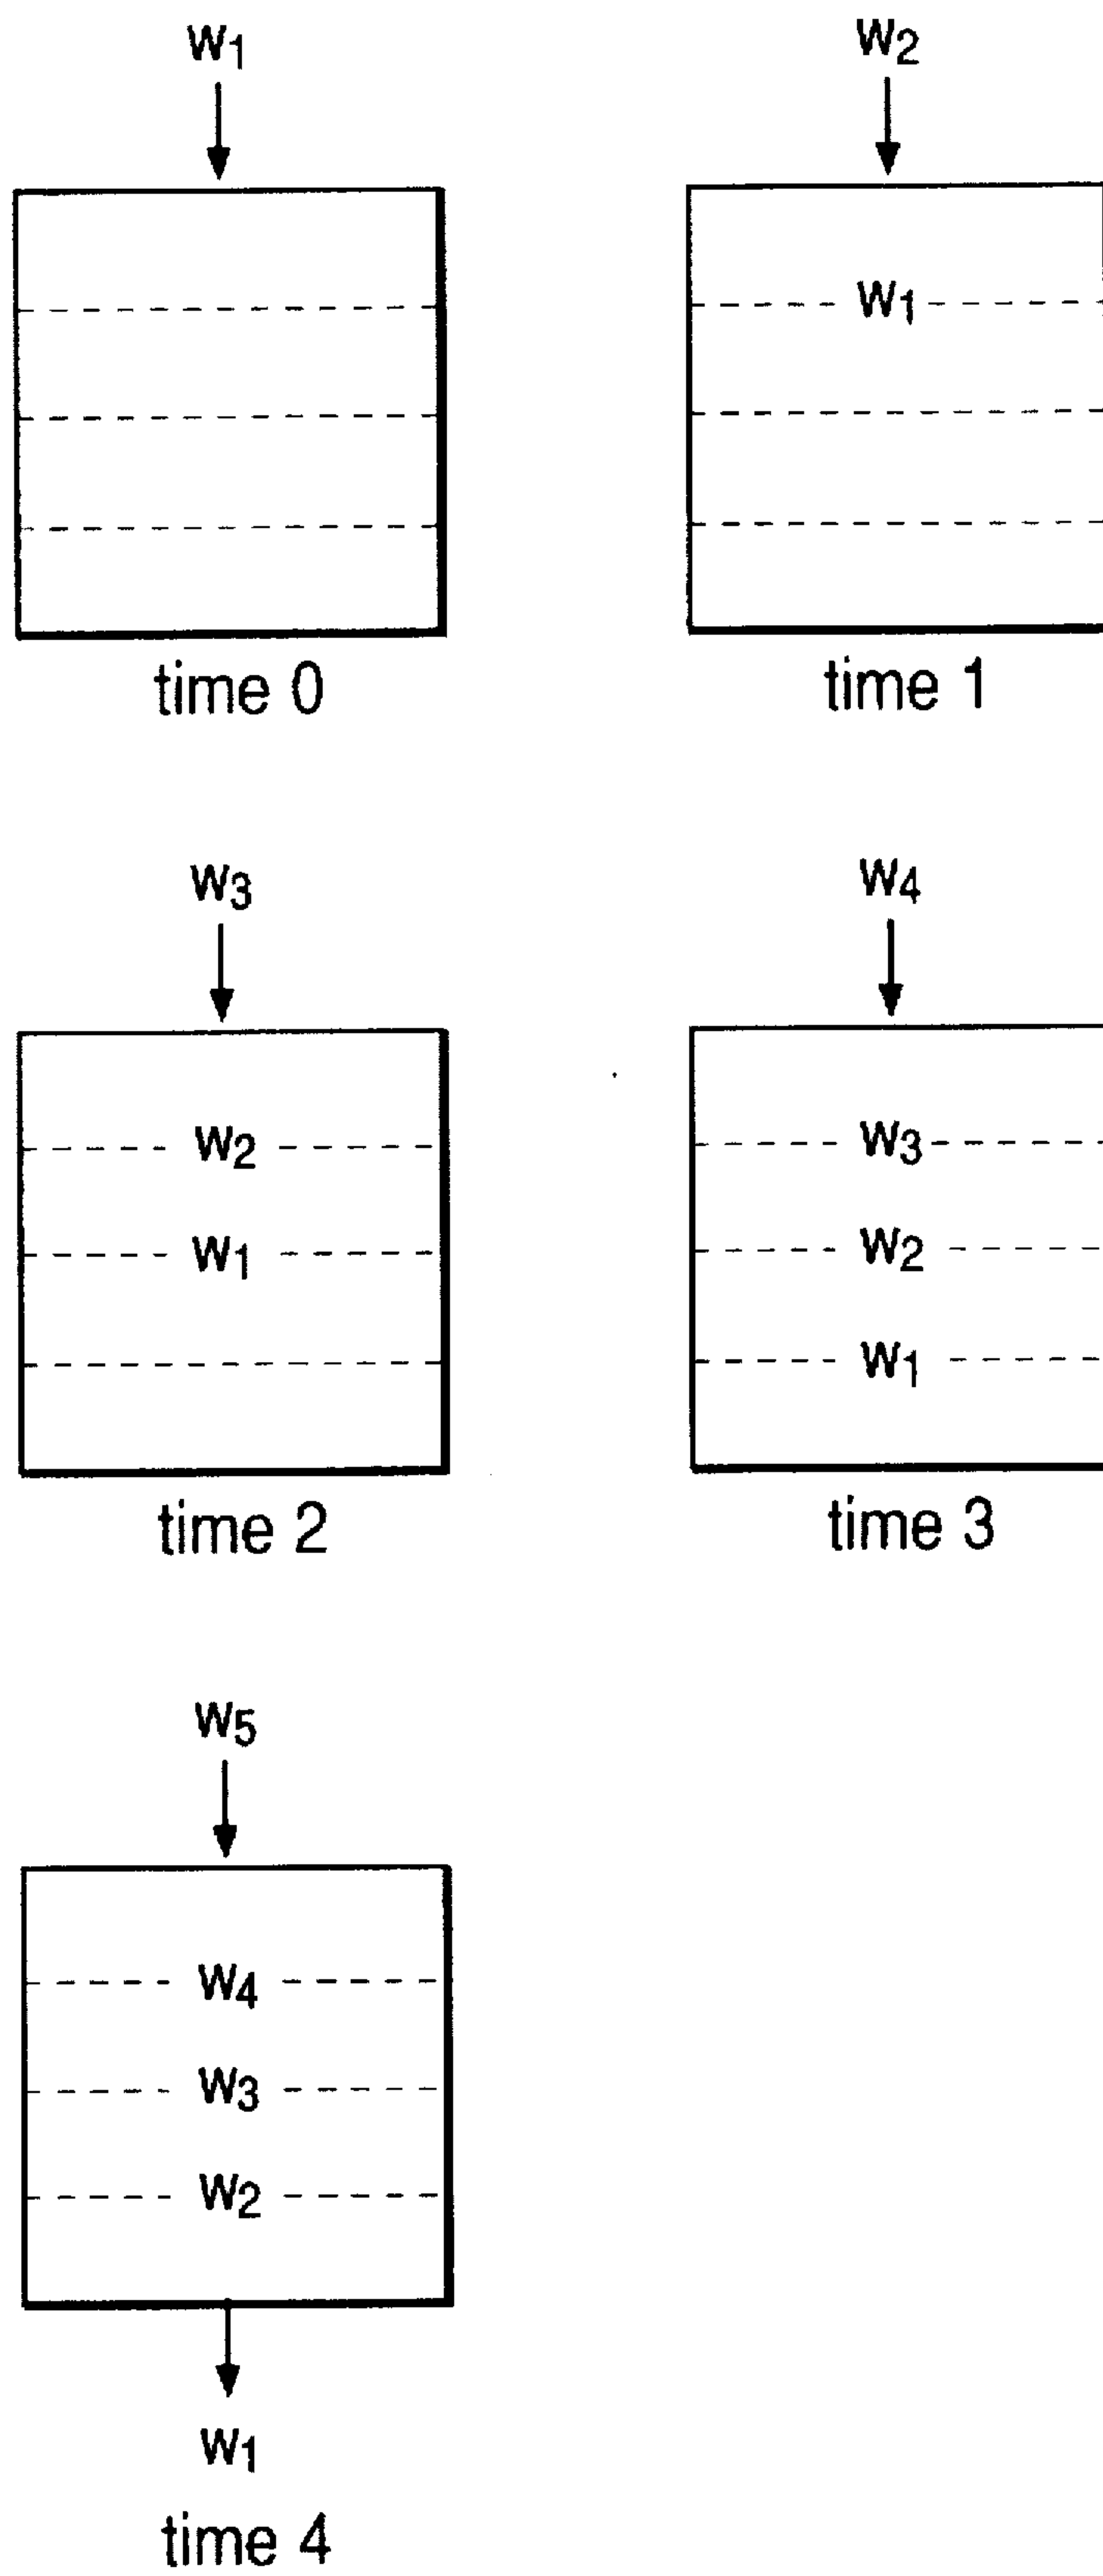 w₁
w₂
w₁
time 0
time 1
w₃
w₄
w₂
w₃
w₁
w₂
w₁
time 2
time 3
w₅
w₄
w₃
w₂
w₁
time 4